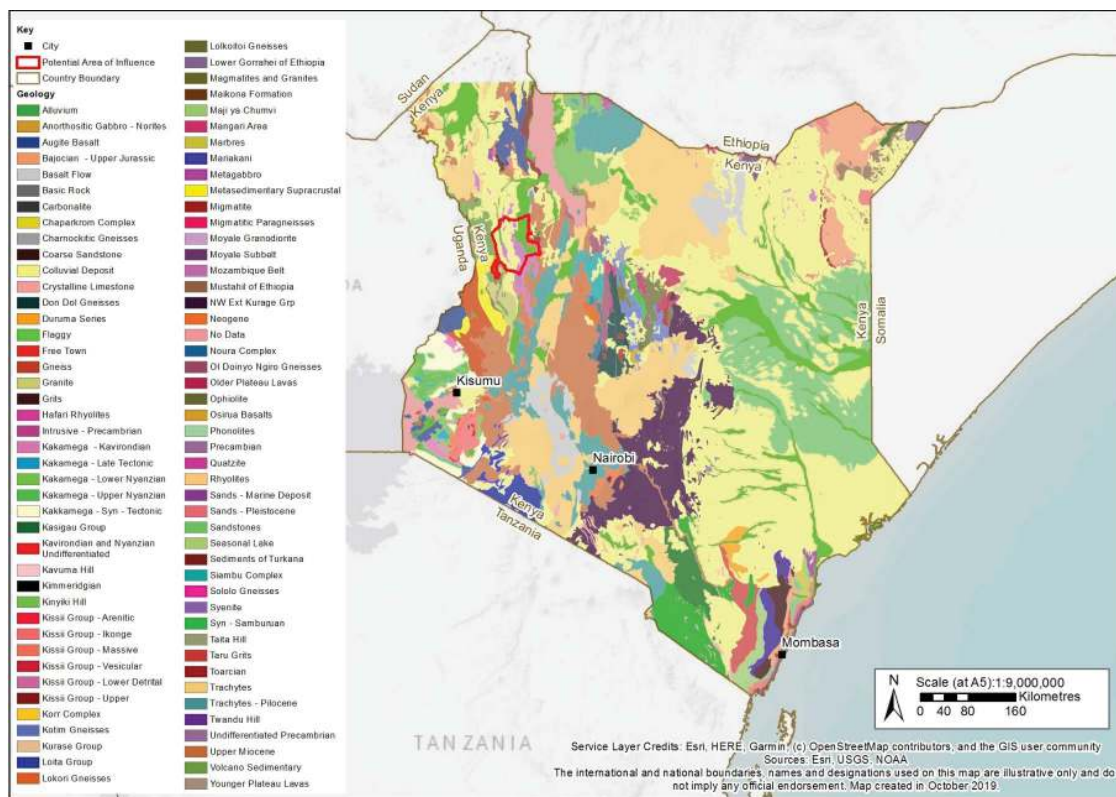 Key
City
Potential Area of Influence
Country Boundary
Geology
Alluvium
Anorthositic Gabbro - Norites
Augite Basalt
Bajocian - Upper Jurassic
Basalt Flow
Basic Rock
Carbonalite
Chaparkrom Complex
Charnockitic Gneisses
Coarse Sandstone
Colluvial Deposit
Crystalline Limestone
Don Dol Gneisses
Duruma Series
Flaggy
Free Town
Gneiss
Granite
Grits
Hafari Rhyolites
Intrusive - Precambrian
Kakamega - Kavirondian
Kakamega - Late Tectonic
Kakamega - Lower Nyanzian
Kakamega - Upper Nyanzian
Kakkamega - Syn - Tectonic
Kasigau Group
Kavirondian and Nyanzian
Undifferentiated
Kavuma Hill
Kimmeridgian
Kinyiki Hill
Kissii Group - Arenitic
Kissii Group - Ikonge
Kissii Group - Massive
Kissii Group - Vesicular
Kissii Group - Lower Detrital
Kissii Group - Upper
Korr Complex
Kotim Gneisses
Kurase Group
Loita Group
Lokori Gneisses
Lolkoitoi Gneisses
Lower Gorrahei of Ethiopia
Magmatites and Granites
Maikona Formation
Maji ya Chumvi
Mangari Area
Marbres
Mariakani
Metagabbro
Metasedimentary Supracrustal
Migmatite
Migmatitic Paragneisses
Moyale Granodiorite
Moyale Subbelt
Mozambique Belt
Mustahil of Ethiopia
NW Ext Kurage Grp
Neogene
No Data
Noura Complex
Ol Doinyo Ngiro Gneisses
Older Plateau Lavas
Ophiolite
Osirua Basalts
Phonolites
Precambian
Quatzite
Rhyolites
Sands - Marine Deposit
Sands - Pleistocene
Sandstones
Seasonal Lake
Sediments of Turkana
Siambu Complex
Sololo Gneisses
Syenite
Syn - Samburuan
Taita Hill
Taru Grits
Toarcian
Trachytes
Trachytes - Pilocene
Twandu Hill
Undifferentiated Precambrian
Upper Miocene
Volcano Sedimentary
Younger Plateau Lavas
Sudan
Kenya
Ethiopia
Kenya
Uganda
Kenya
Kenya
Somalia
Kisumu
Nairobi
Kenya
Tanzania
Mombasa
TANZANIA
N
Scale (at A5):1:9,000,000
Kilometres
0 40 80 160
Service Layer Credits: Esri, HERE, Garmin, (c) OpenStreetMap contributors, and the GIS user community
Sources: Esri, USGS, NOAA
The international and national boundaries, names and designations used on this map are illustrative only and do
not imply any official endorsement. Map created in October 2019.